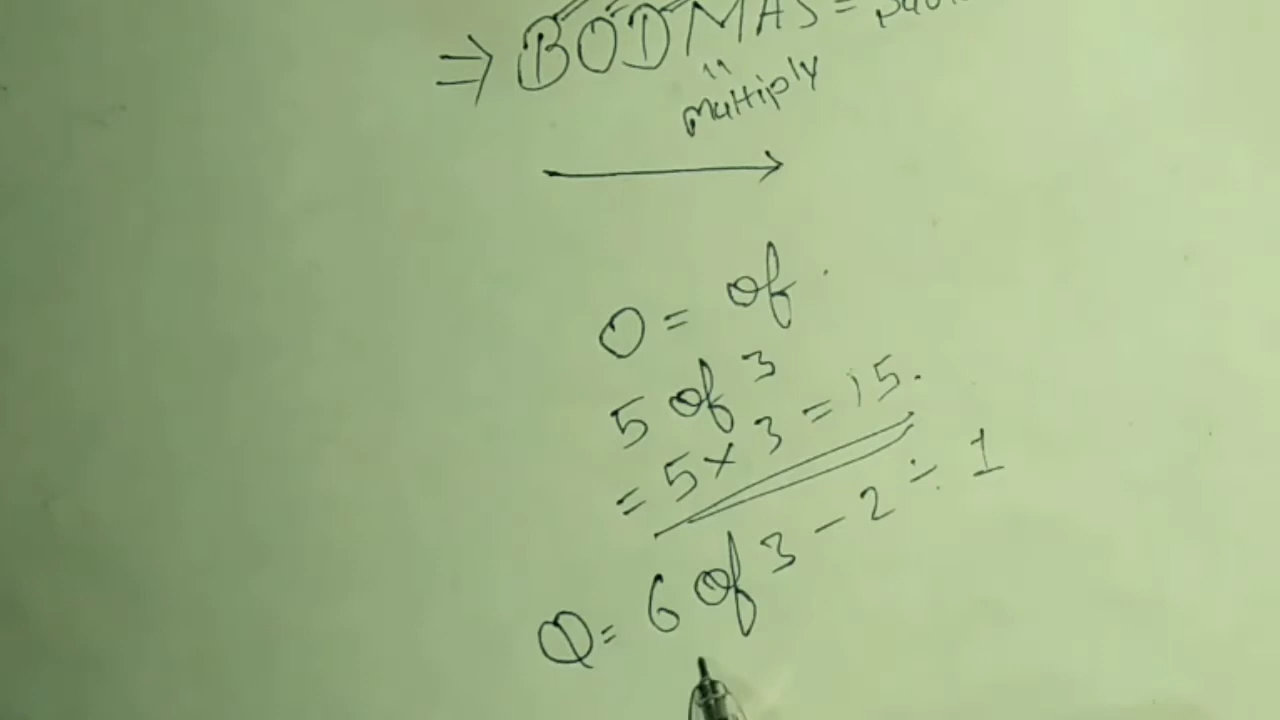 ⇒ BODMAS =
"
Multiply
O = of
5 of 3
= 5 × 3 = 15.
Q = 6 of 3 - 2 ÷ 1